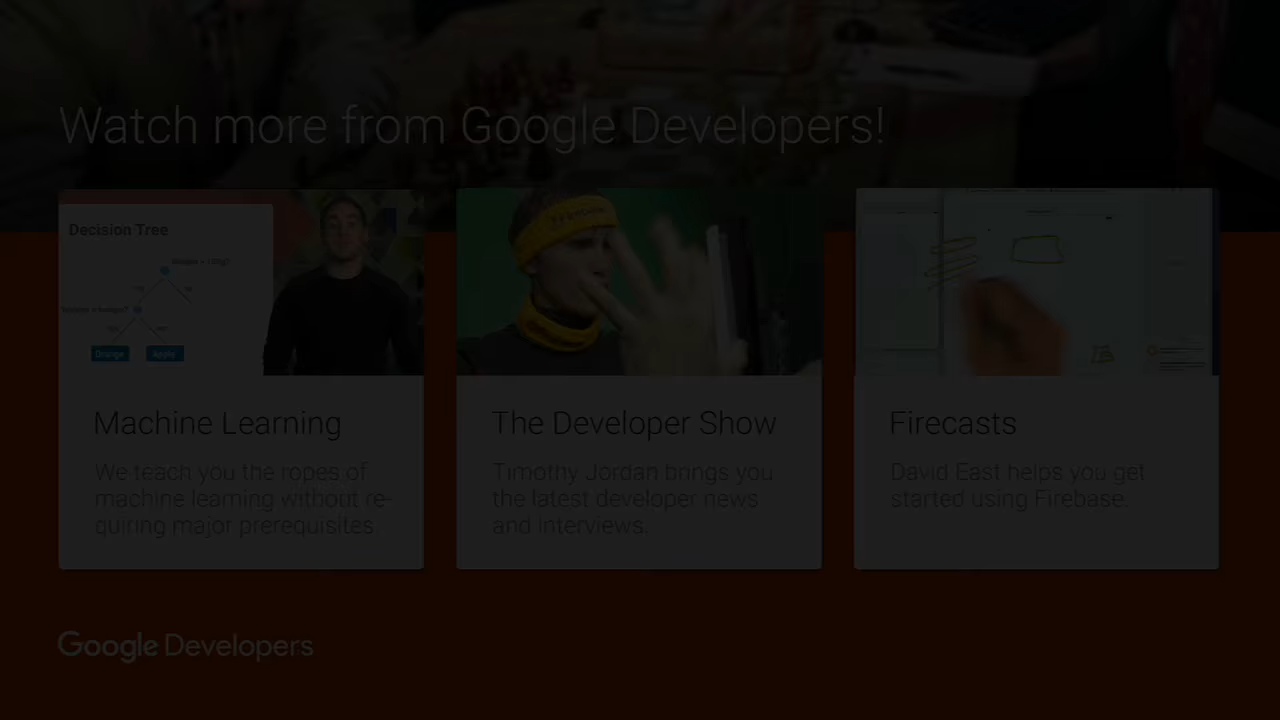 Watch more from Google Developers!
Decision Tree
Orange
Apple
Machine Learning
We teach you the ropes of
machine learning without re-
quiring major prerequisites.
The Developer Show
Timothy Jordan brings you
the latest developer news
and interviews.
Firecasts
David East helps you get
started using Firebase.
Google Developers